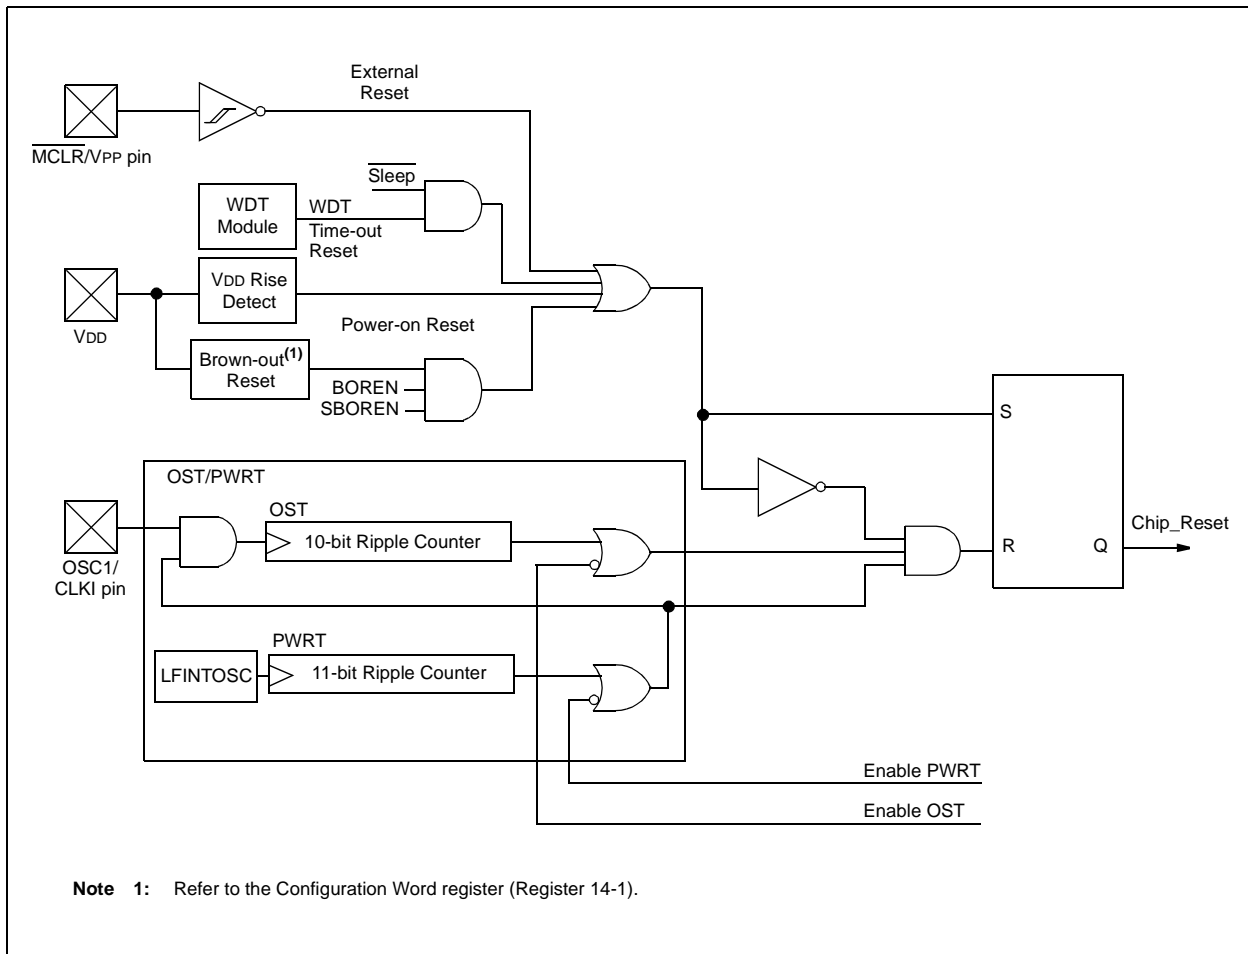 External
Reset
MCLR/VPP pin
Sleep
WDT
Module
WDT
Time-out
Reset
VDD Rise
Detect
VDD
Power-on Reset
Brown-out(1)
Reset
BOREN
SBOREN
S
OST/PWRT
OST
10-bit Ripple Counter
Chip_Reset
R
Q
OSC1/
CLKI pin
PWRT
LFINTOSC
11-bit Ripple Counter
Enable PWRT
Enable OST
Note 1: Refer to the Configuration Word register (Register 14-1).